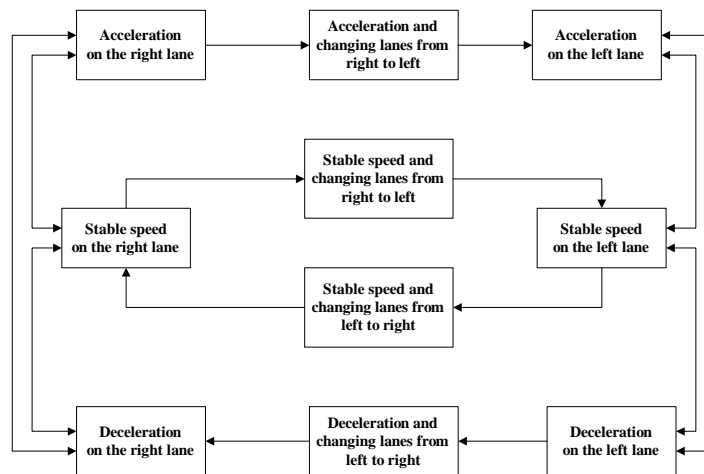 Acceleration
on the right lane
Acceleration and
changing lanes from
right to left
Acceleration
on the left lane
Stable speed and
changing lanes from
right to left
Stable speed
on the right lane
Stable speed
on the left lane
Stable speed and
changing lanes from
left to right
Deceleration
on the right lane
Deceleration and
changing lanes from
left to right
Deceleration
on the left lane